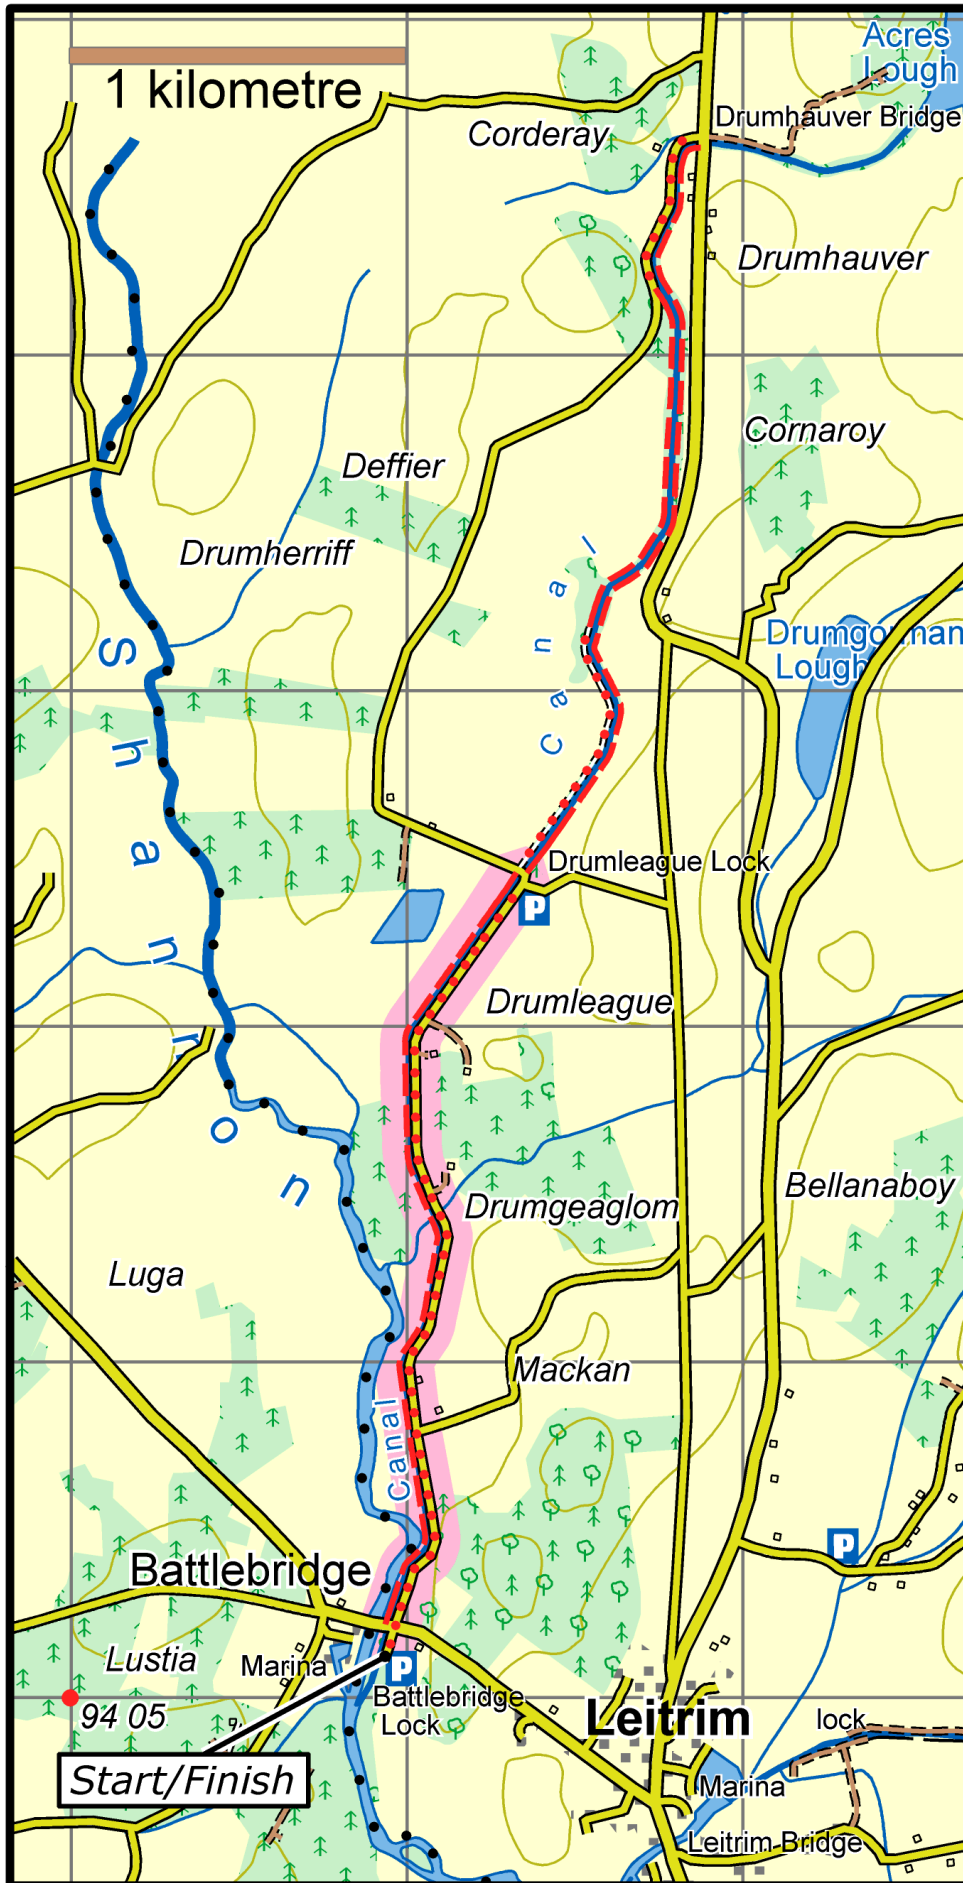 Acres
Lough
1 kilometre
Drumhauver Bridge
Corderay
Drumhauver
Cornaroy
Deffier
Drumherriff
Canal
Drumgorman
Lough
Shannon
Drumleague Lock
P
Drumleague
Bellanaboy
Drumgeaglom
Luga
Mackan
Canal
P
Battlebridge
Lustia
Marina
P
94 05
Battlebridge
Lock
Leitrim
lock
Start/Finish
Marina
Leitrim Bridge